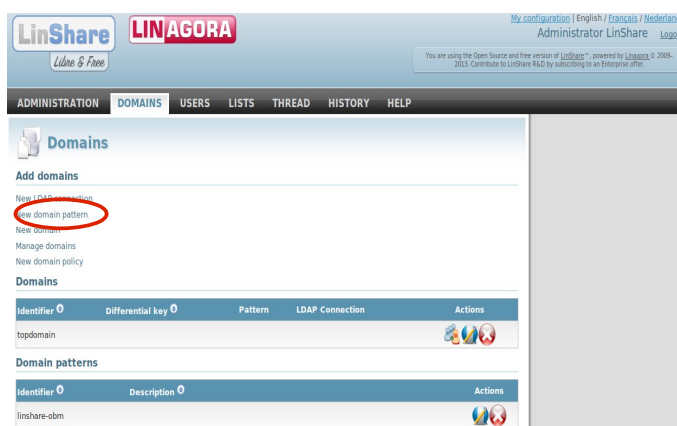 My configuration | English / Français / Nederlan
LinShare
Libre & Free
LINAGORA
Administrator LinShare Logo
You are using the Open Source and free version of LinShare™, powered by Linagora © 2009-
2013. Contribute to LinShare R&D by subscribing to an Enterprise offer.
ADMINISTRATION DOMAINS USERS LISTS THREAD HISTORY HELP
Domains
Add domains
New LDAP connection
New domain pattern
New domain
Manage domains
New domain policy
Domains
Identifier Differential key Pattern LDAP Connection Actions
topdomain
Domain patterns
Identifier Description Actions
linshare-obm